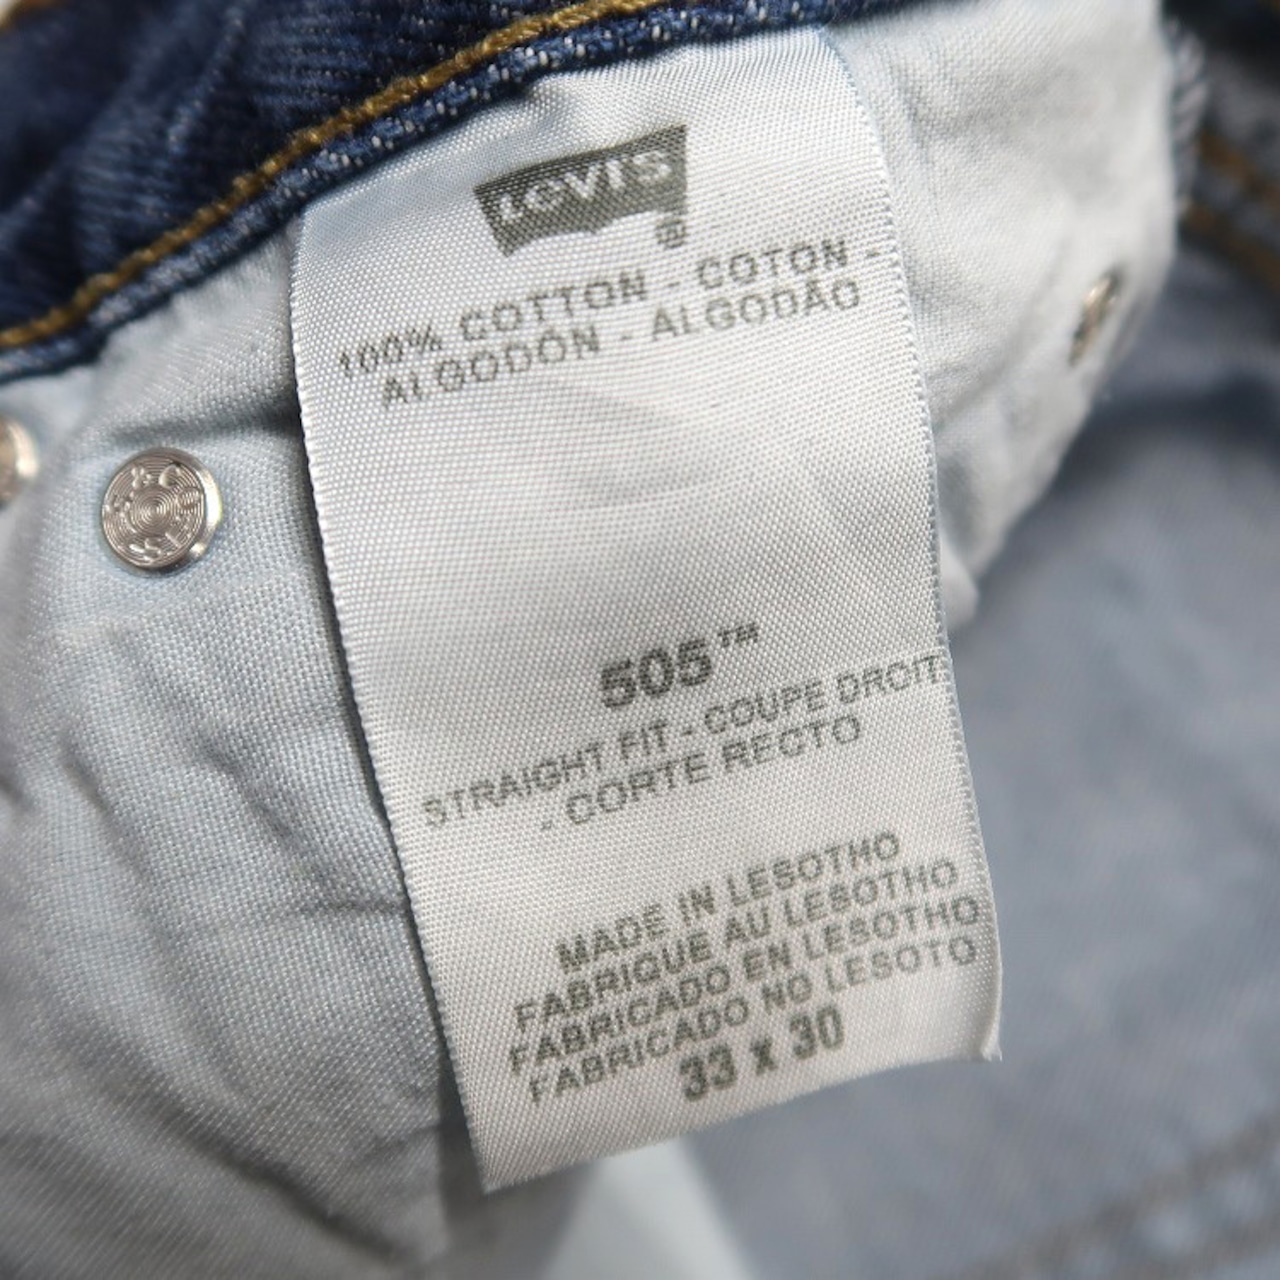 LEVI'S
®
100% COTTON - COTON -
ALGODÓN - ALGODÃO
505™
STRAIGHT FIT - COUPE DROIT
- CORTE RECTO
MADE IN LESOTHO
FABRIQUE AU LESOTHO
FABRICADO EN LESOTHO
FABRICADO NO LESOTO
33 x 30